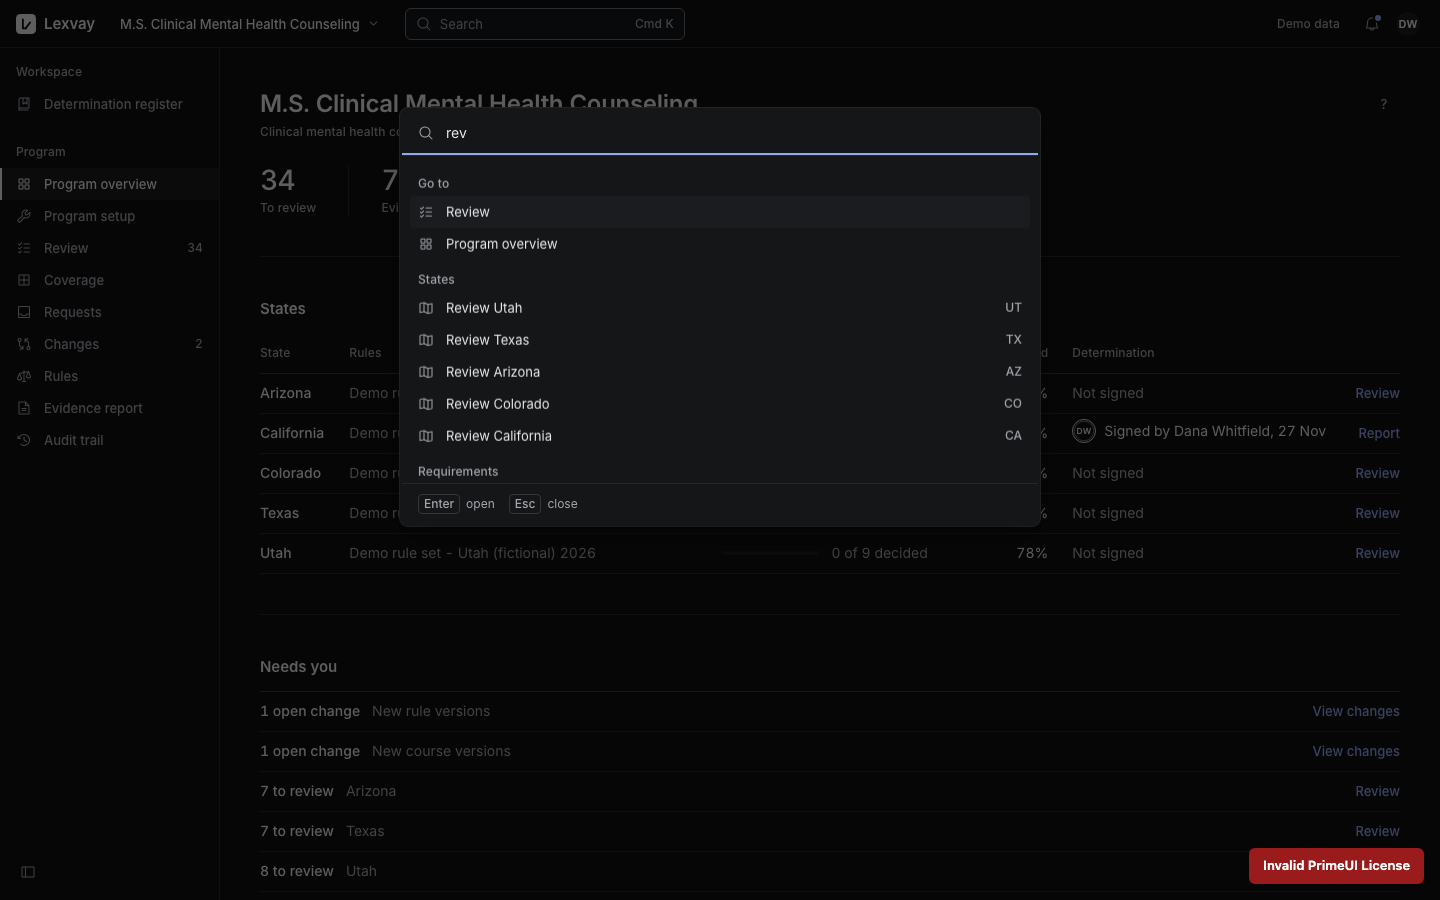 Lexvay
M.S. Clinical Mental Health Counseling
Search
Cmd K
Demo data
DW
Workspace
Determination register
Program
Program overview
Program setup
Review 34
Coverage
Requests
Changes 2
Rules
Evidence report
Audit trail
M.S. Clinical Mental Health Counseling
?
Clinical mental health
34
To review
7
States
State Rules Determination
Arizona Demo Not signed Review
California Demo DW Signed by Dana Whitfield, 27 Nov Report
Colorado Demo Not signed Review
Texas Demo % Not signed Review
Utah Demo rule set - Utah (fictional) 2026 0 of 9 decided 78% Not signed Review
Needs you
1 open change New rule versions View changes
1 open change New course versions View changes
7 to review Arizona Review
7 to review Texas Review
8 to review Utah
rev
Go to
Review
Program overview
States
Review Utah UT
Review Texas TX
Review Arizona AZ
Review Colorado CO
Review California CA
Requirements
Enter open Esc close
Invalid PrimeUI License